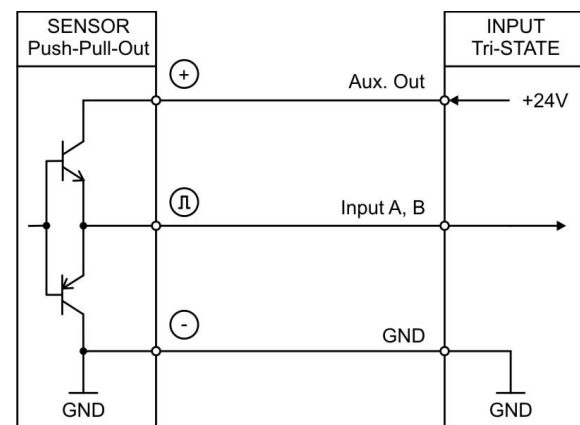 SENSOR
Push-Pull-Out
INPUT
Tri-STATE
+
Aux. Out
+24V
Input A, B
-
GND
GND
GND